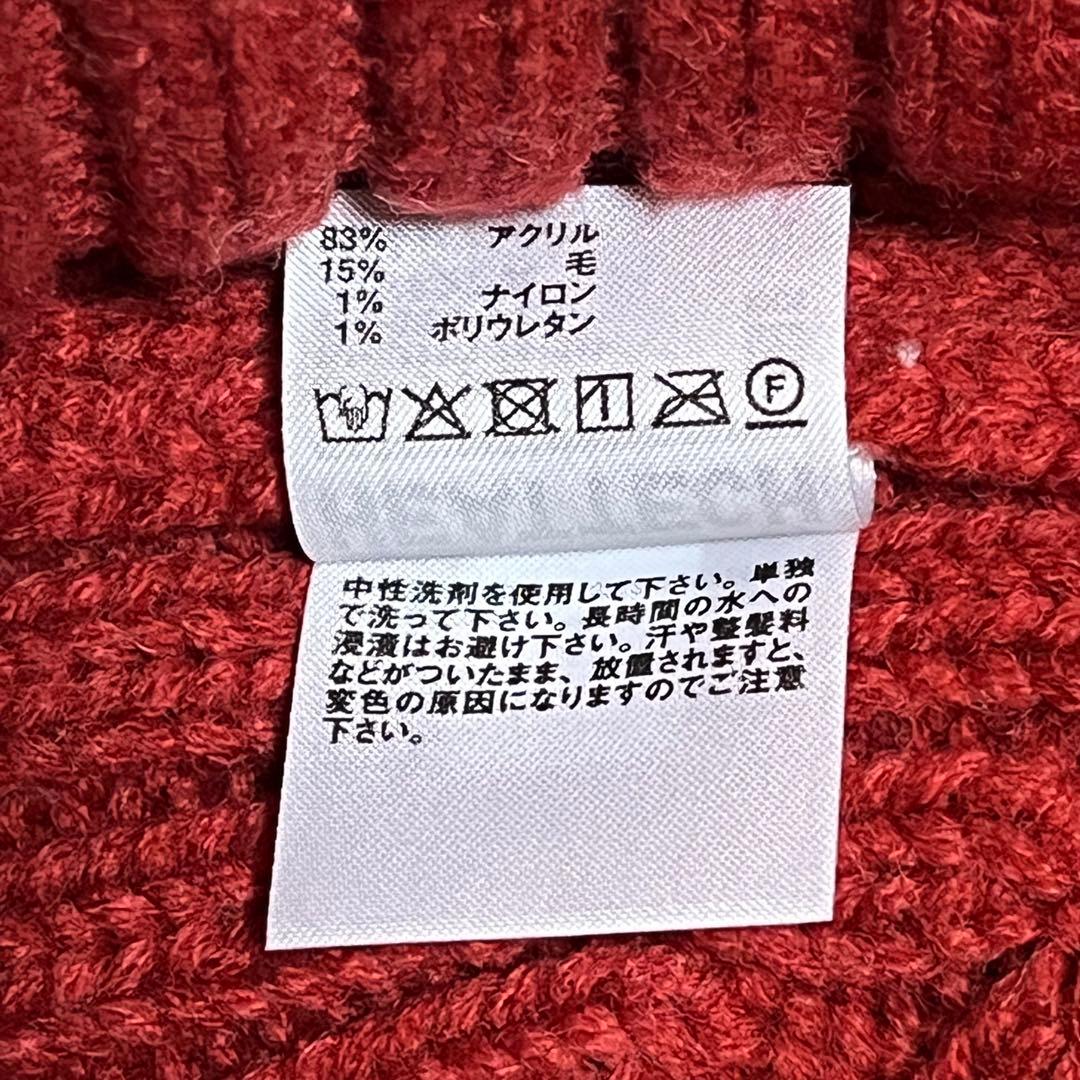 83% アクリル
15% 毛
1% ナイロン
1% ポリウレタン
F
中性洗剤を使用して下さい。単独
で洗って下さい。長時間の水への
浸漬はお避け下さい。汗や整髪料
などがついたまま、放置されますと、
変色の原因になりますのでご注意
下さい。